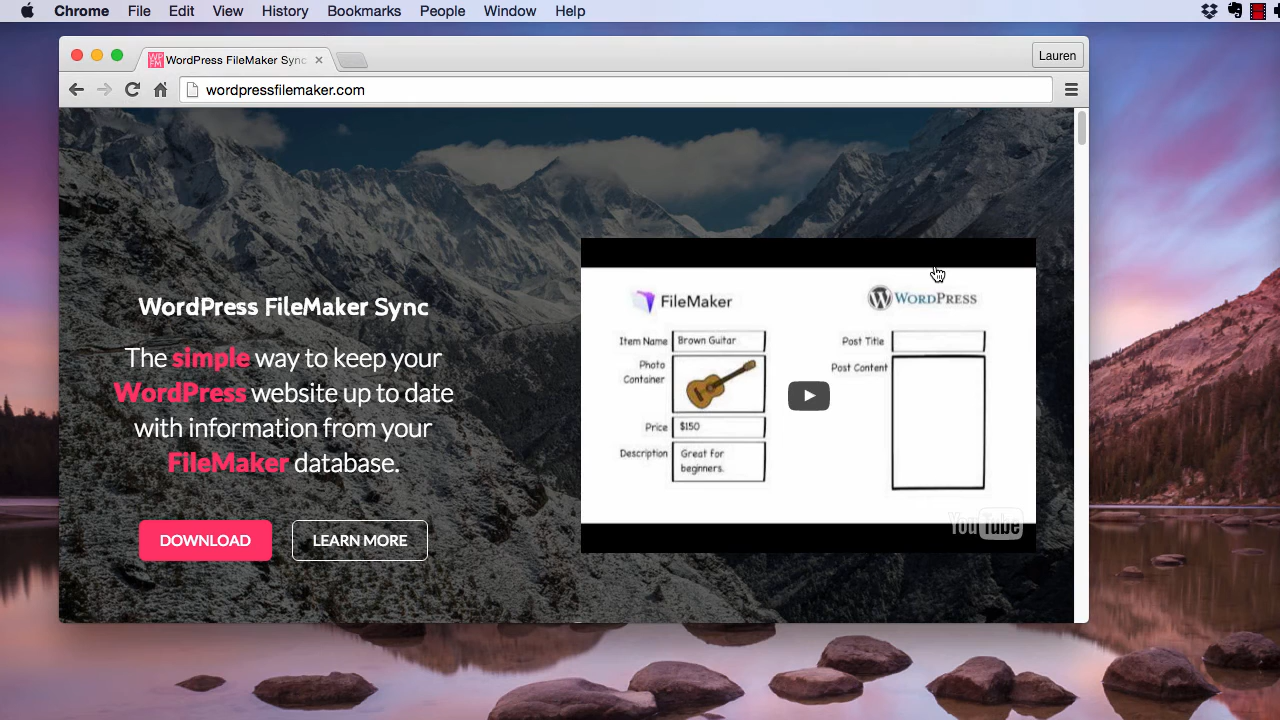 Chrome File Edit View History Bookmarks People Window Help
WordPress FileMaker Sync
Lauren
wordpressfilemaker.com
WordPress FileMaker Sync
The simple way to keep your
WordPress website up to date
with information from your
FileMaker database.
DOWNLOAD
LEARN MORE
FileMaker
Item Name
Brown Guitar
Photo
Container
Price
$150
Description
Great for
beginners.
WORDPRESS
Post Title
Post Content
YouTube